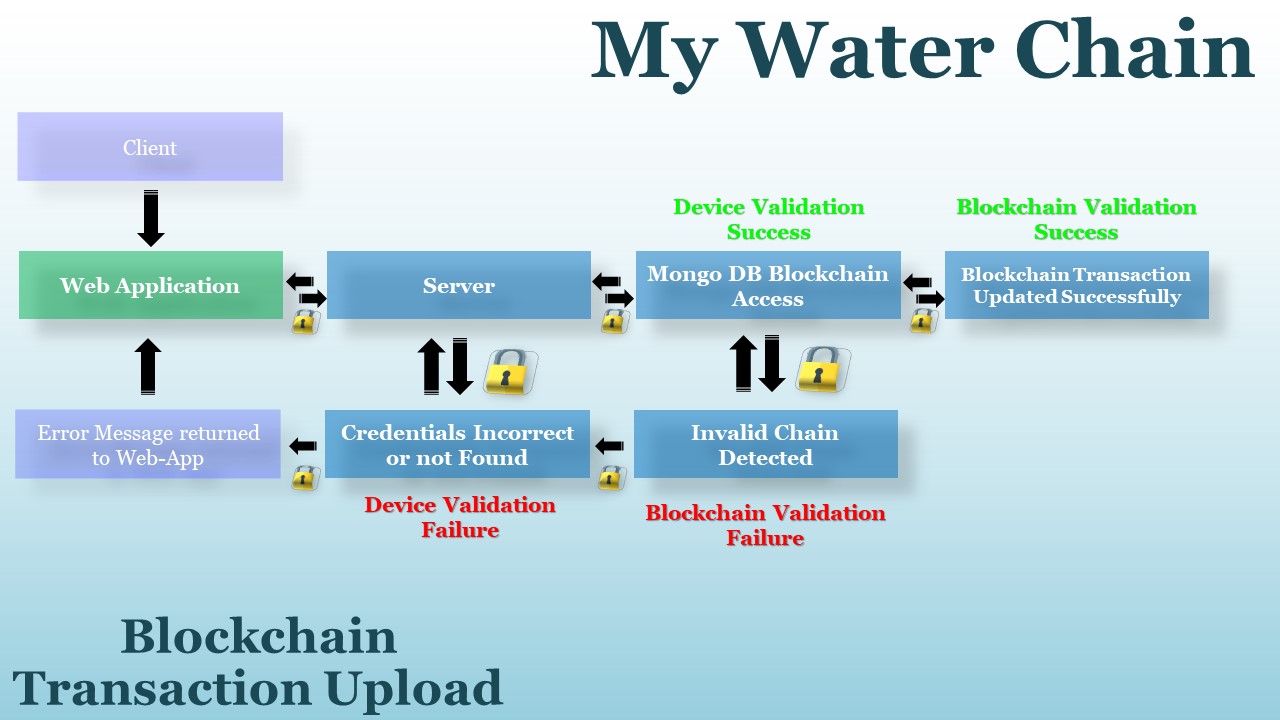 My Water Chain
Client
Device Validation
Success
Blockchain Validation
Success
Web Application
Server
Mongo DB Blockchain
Access
Blockchain Transaction
Updated Successfully
Error Message returned
to Web-App
Credentials Incorrect
or not Found
Invalid Chain
Detected
Device Validation
Failure
Blockchain Validation
Failure
Blockchain
Transaction Upload